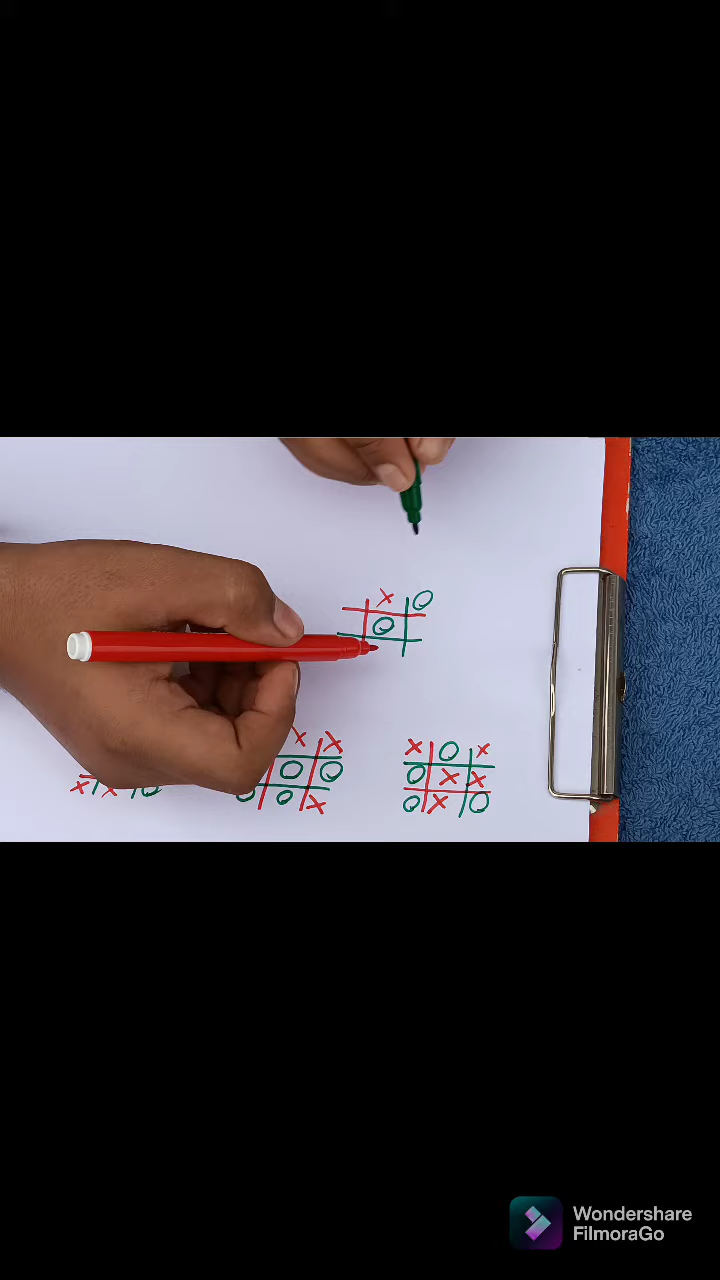 X O
O
X X
O O
O O X
X X O
X O X
O X X
O X O
Wondershare
FilmoraGo